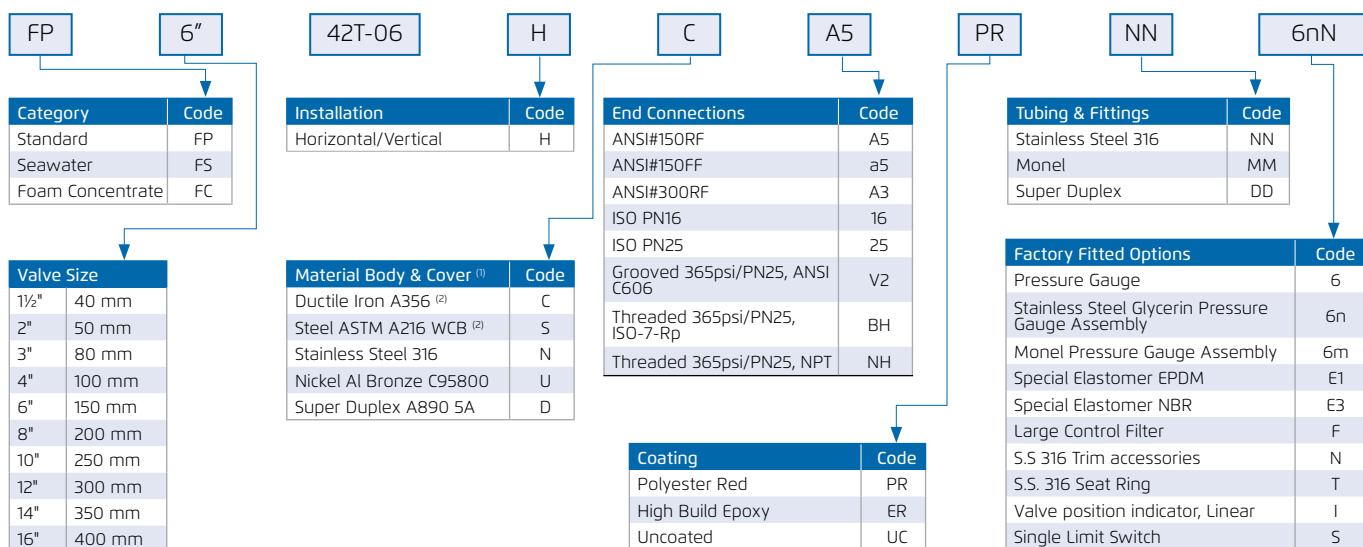 FP 6" 42T-06 H C A5 PR NN 6nN
Category Code
Standard FP
Seawater FS
Foam Concentrate FC
Valve Size
1½" 40 mm
2" 50 mm
3" 80 mm
4" 100 mm
6" 150 mm
8" 200 mm
10" 250 mm
12" 300 mm
14" 350 mm
16" 400 mm
Installation Code
Horizontal/Vertical H
Material Body & Cover (1) Code
Ductile Iron A356 (2) C
Steel ASTM A216 WCB (2) S
Stainless Steel 316 N
Nickel Al Bronze C95800 U
Super Duplex A890 5A D
End Connections Code
ANSI#150RF A5
ANSI#150FF a5
ANSI#300RF A3
ISO PN16 16
ISO PN25 25
Grooved 365psi/PN25, ANSI
C606 V2
Threaded 365psi/PN25,
ISO-7-Rp BH
Threaded 365psi/PN25, NPT NH
Coating Code
Polyester Red PR
High Build Epoxy ER
Uncoated UC
Tubing & Fittings Code
Stainless Steel 316 NN
Monel MM
Super Duplex DD
Factory Fitted Options Code
Pressure Gauge 6
Stainless Steel Glycerin Pressure
Gauge Assembly 6n
Monel Pressure Gauge Assembly 6m
Special Elastomer EPDM E1
Special Elastomer NBR E3
Large Control Filter F
S.S 316 Trim accessories N
S.S. 316 Seat Ring T
Valve position indicator, Linear I
Single Limit Switch S